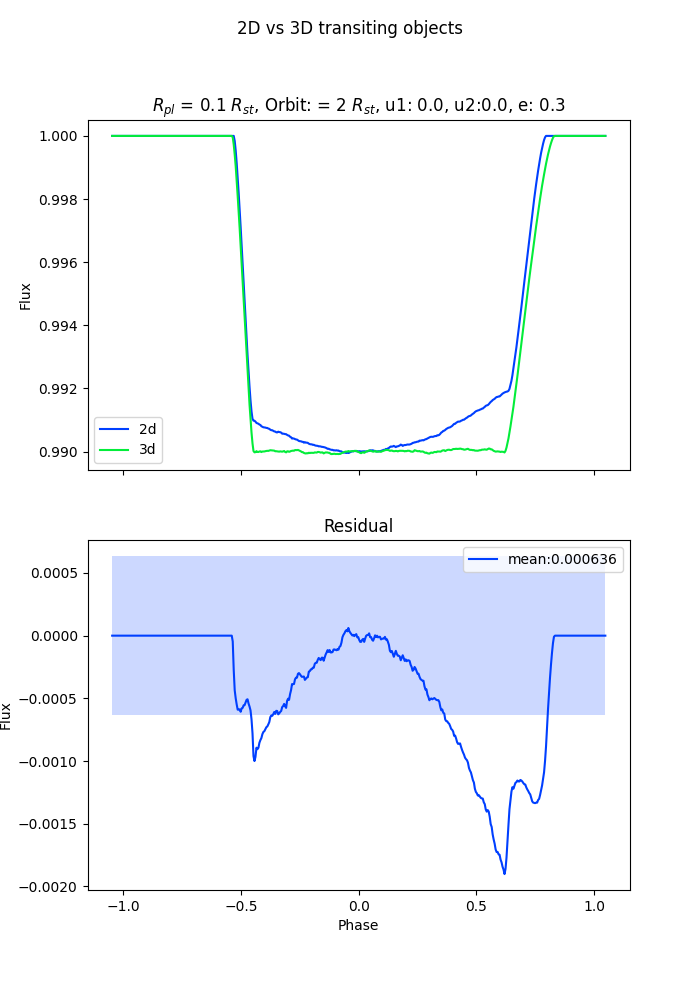 2D vs 3D transiting objects
R_pl = 0.1 R_st, Orbit: = 2 R_st, u1: 0.0, u2:0.0, e: 0.3
1.000
0.998
0.996
0.994
0.992
0.990
Flux
2d
3d
Residual
mean:0.000636
0.0005
0.0000
−0.0005
−0.0010
−0.0015
−0.0020
Flux
−1.0
−0.5
0.0
0.5
1.0
Phase